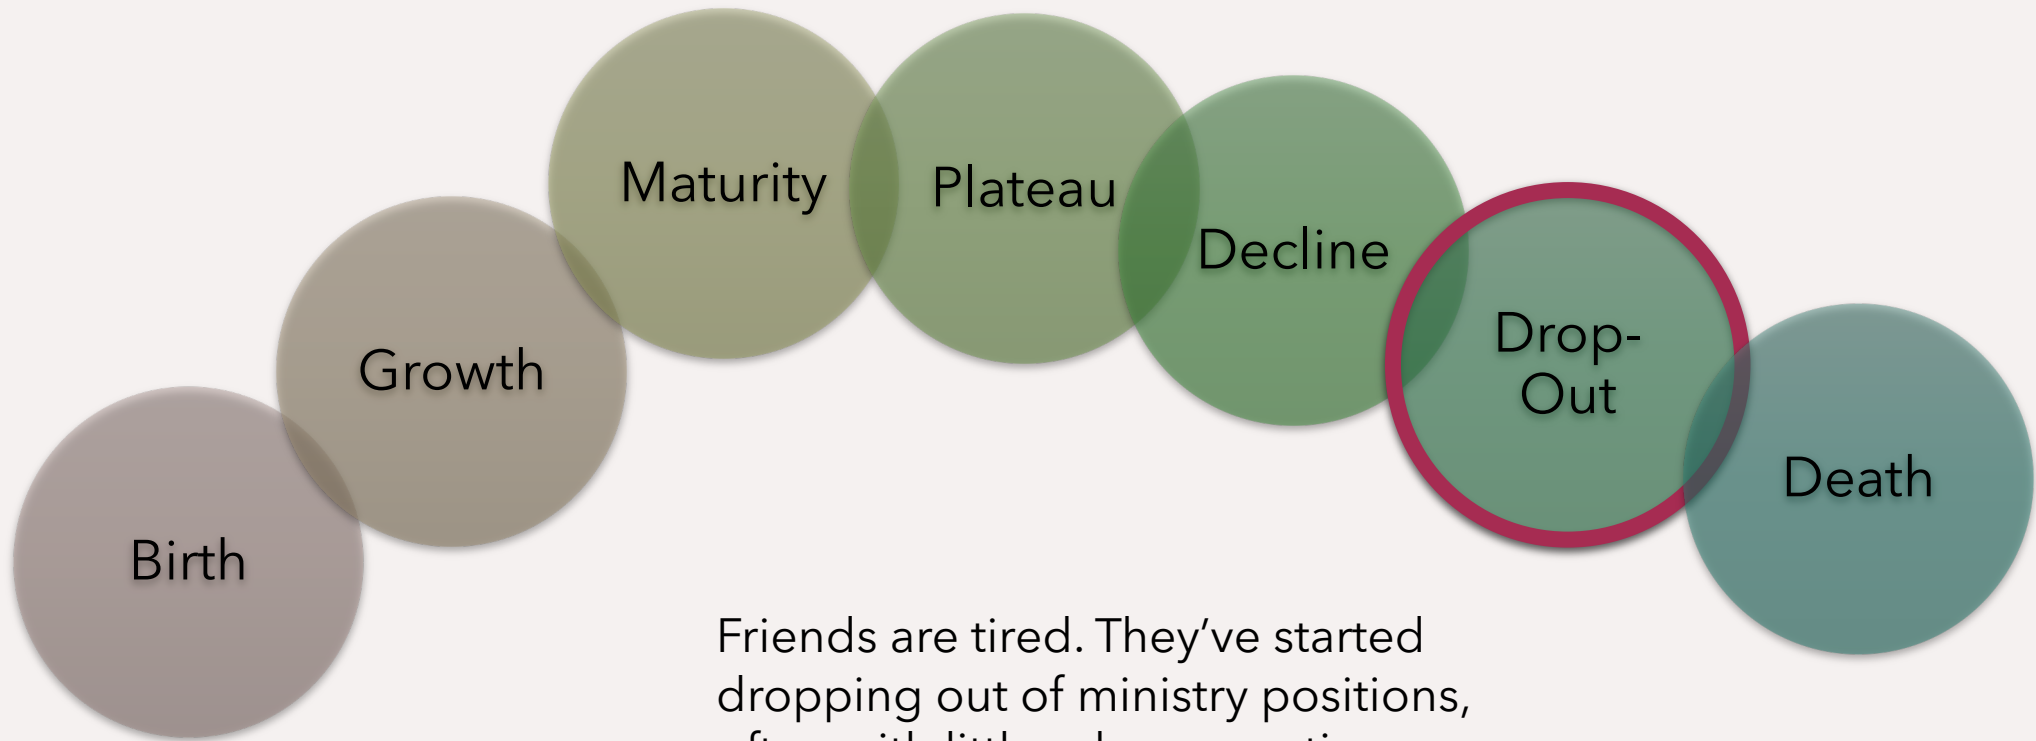 Birth
Growth
Maturity
Plateau
Decline
Drop-
Out
Death
Friends are tired. They’ve started
dropping out of ministry positions,